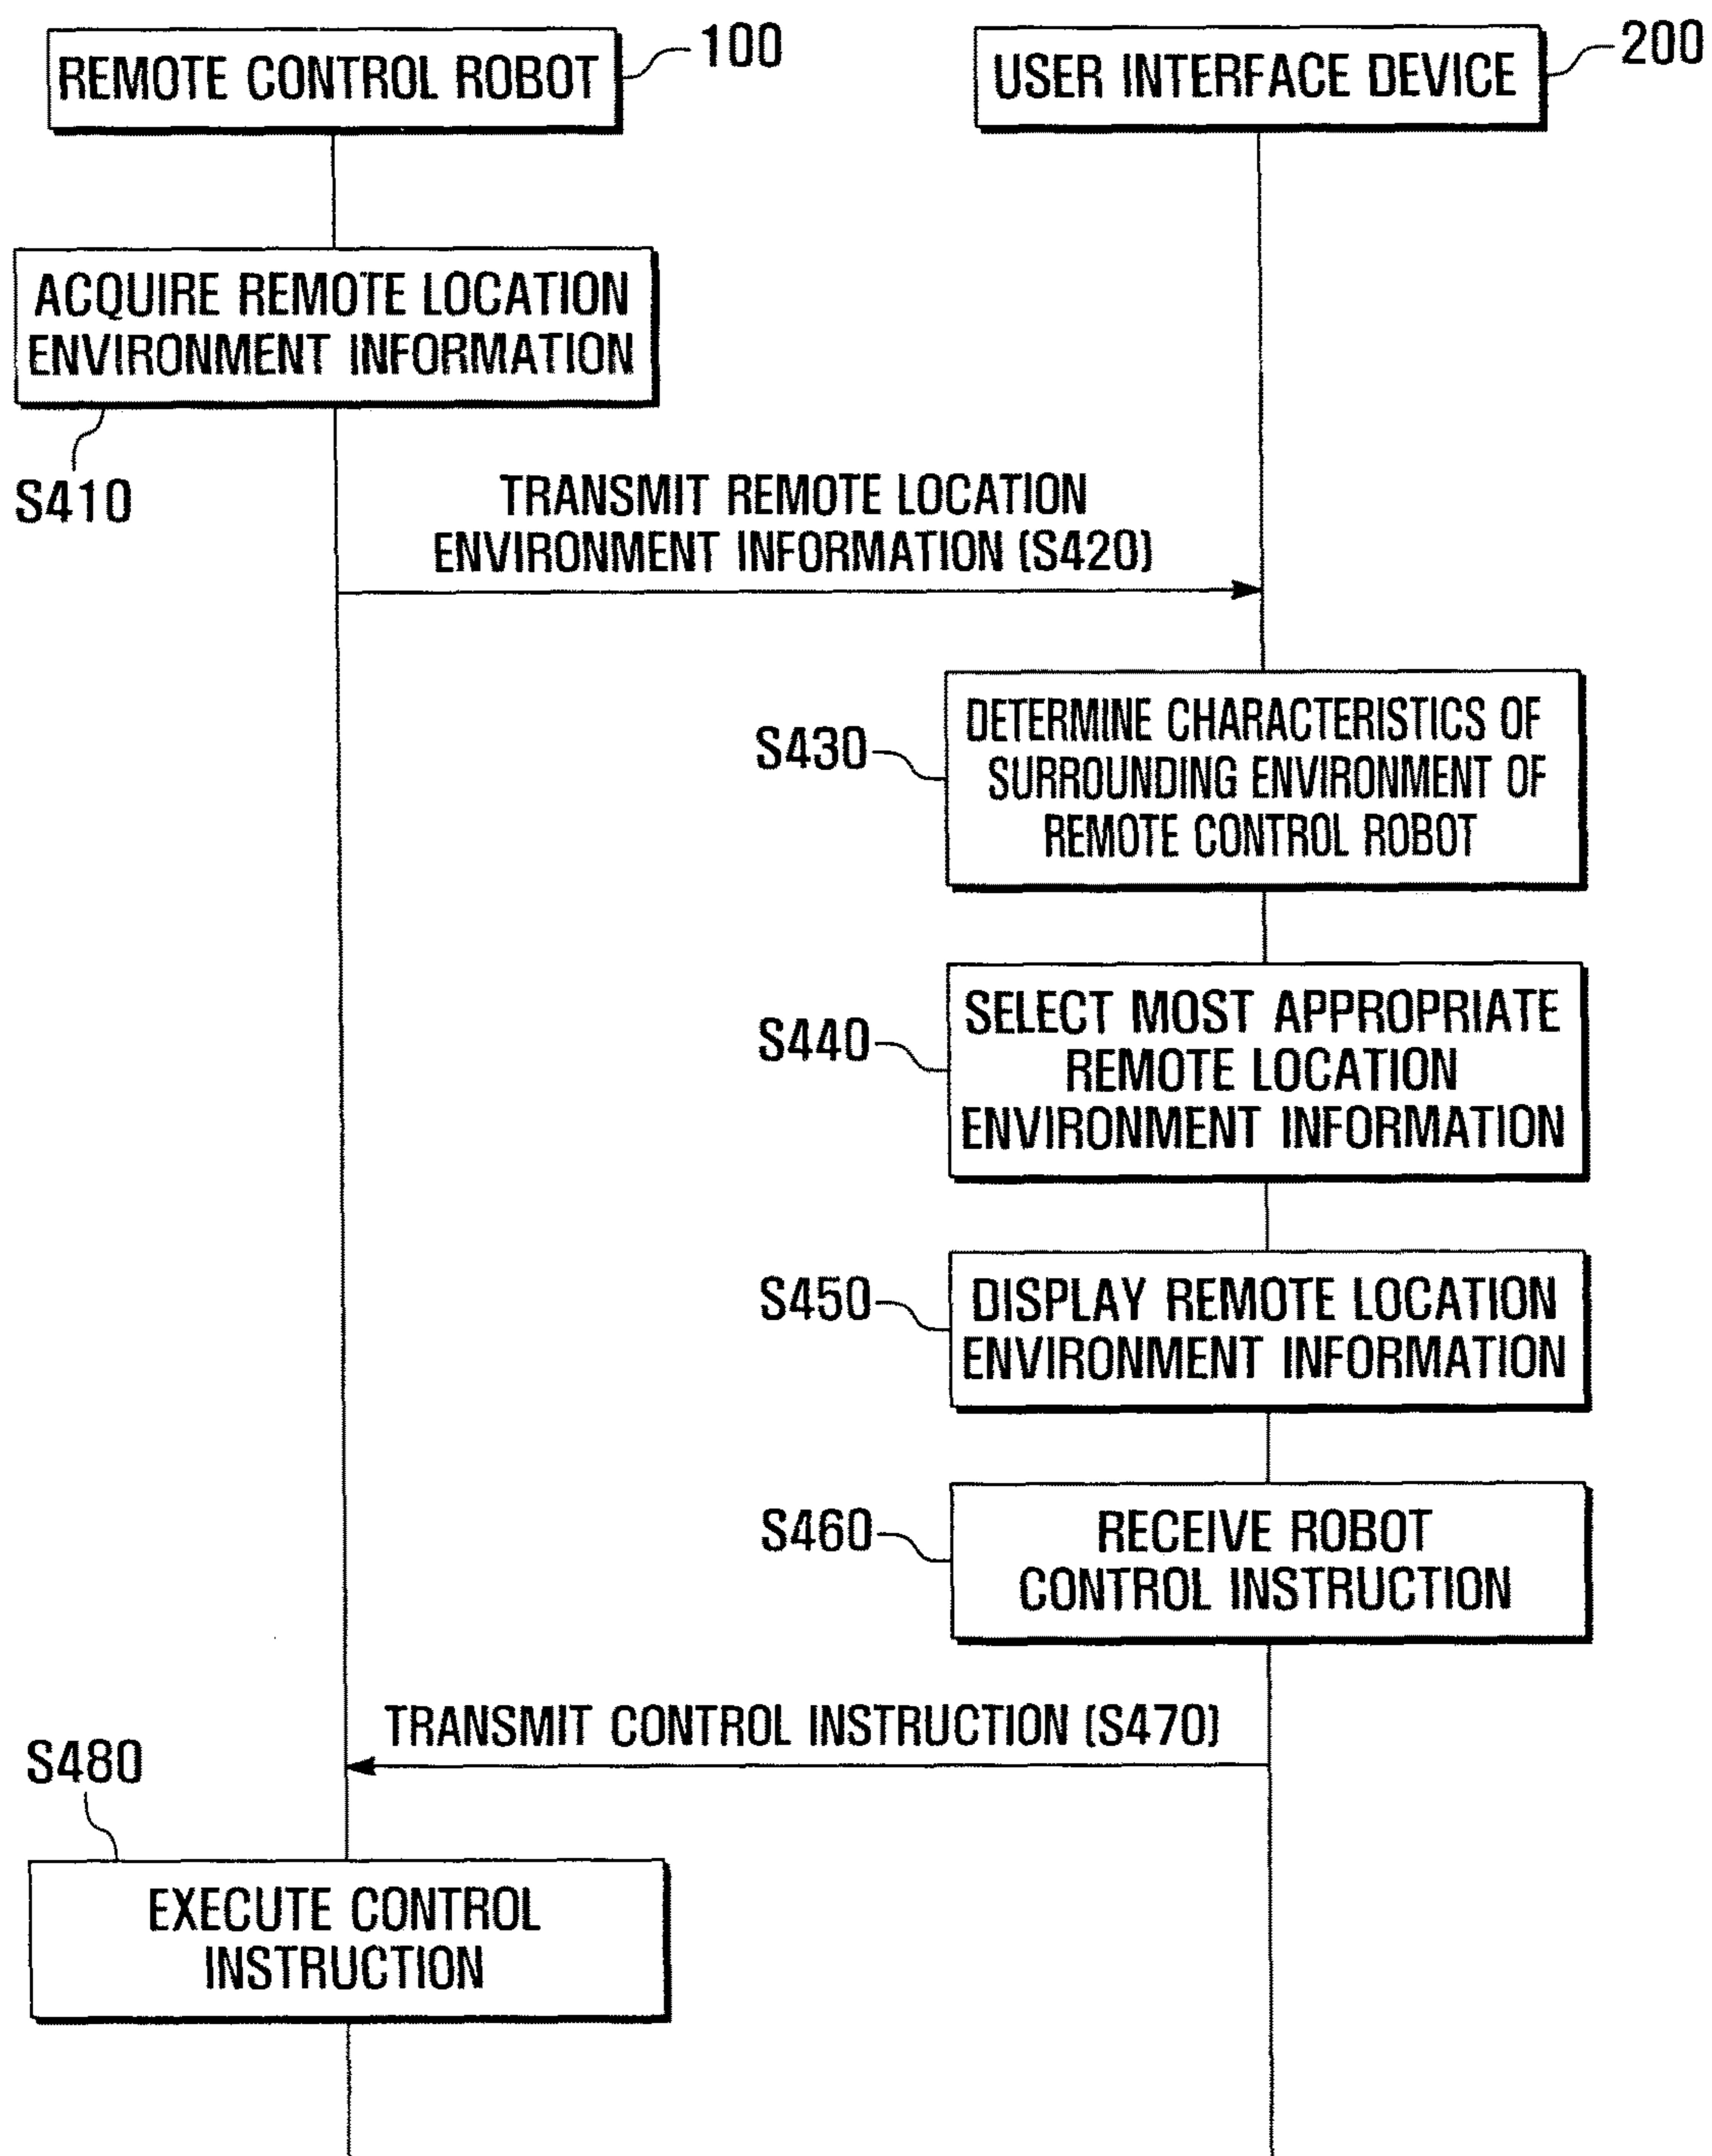 REMOTE CONTROL ROBOT
100
USER INTERFACE DEVICE
200
ACQUIRE REMOTE LOCATION
ENVIRONMENT INFORMATION
S410
TRANSMIT REMOTE LOCATION
ENVIRONMENT INFORMATION (S420)
S430
DETERMINE CHARACTERISTICS OF
SURROUNDING ENVIRONMENT OF
REMOTE CONTROL ROBOT
S440
SELECT MOST APPROPRIATE
REMOTE LOCATION
ENVIRONMENT INFORMATION
S450
DISPLAY REMOTE LOCATION
ENVIRONMENT INFORMATION
S460
RECEIVE ROBOT
CONTROL INSTRUCTION
TRANSMIT CONTROL INSTRUCTION (S470)
S480
EXECUTE CONTROL
INSTRUCTION